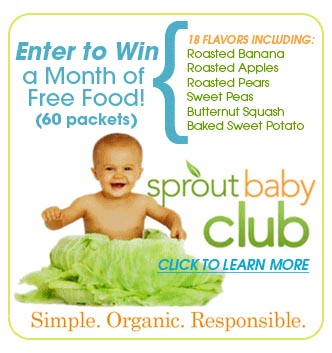 Enter to Win
a Month of
Free Food!
(60 packets)
18 FLAVORS INCLUDING:
Roasted Banana
Roasted Apples
Roasted Pears
Sweet Peas
Butternut Squash
Baked Sweet Potato
sprout baby
club
CLICK TO LEARN MORE
Simple. Organic. Responsible.